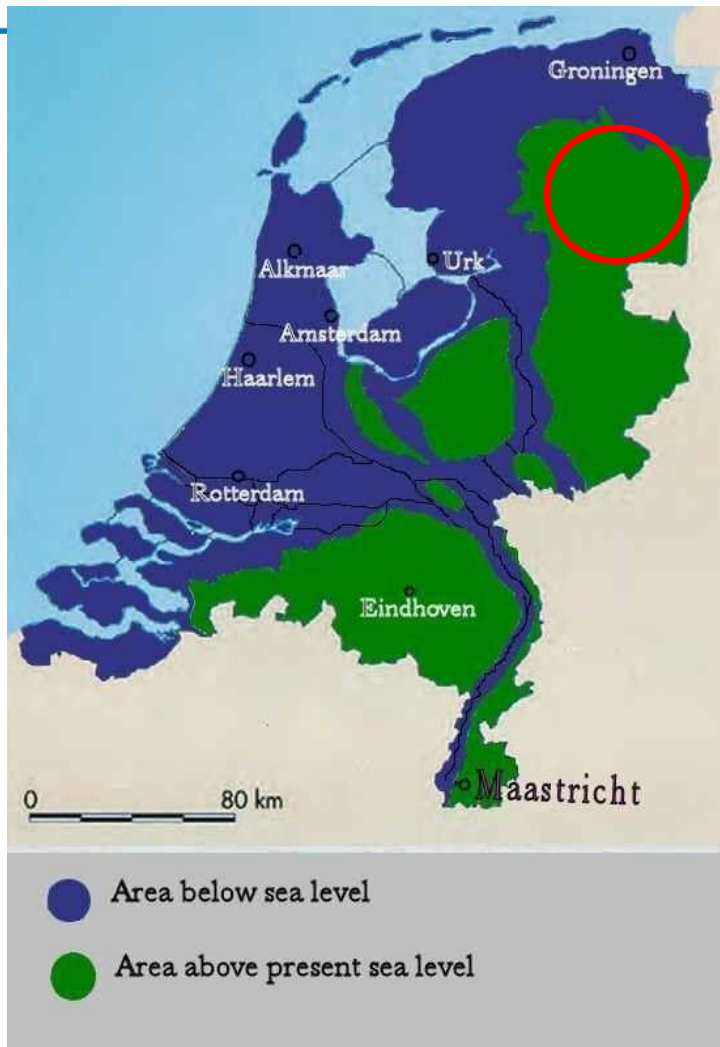 Groningen
Alkmaar
Urk
Amsterdam
Haarlem
Rotterdam
Eindhoven
Maastricht
0 80 km
Area below sea level
Area above present sea level